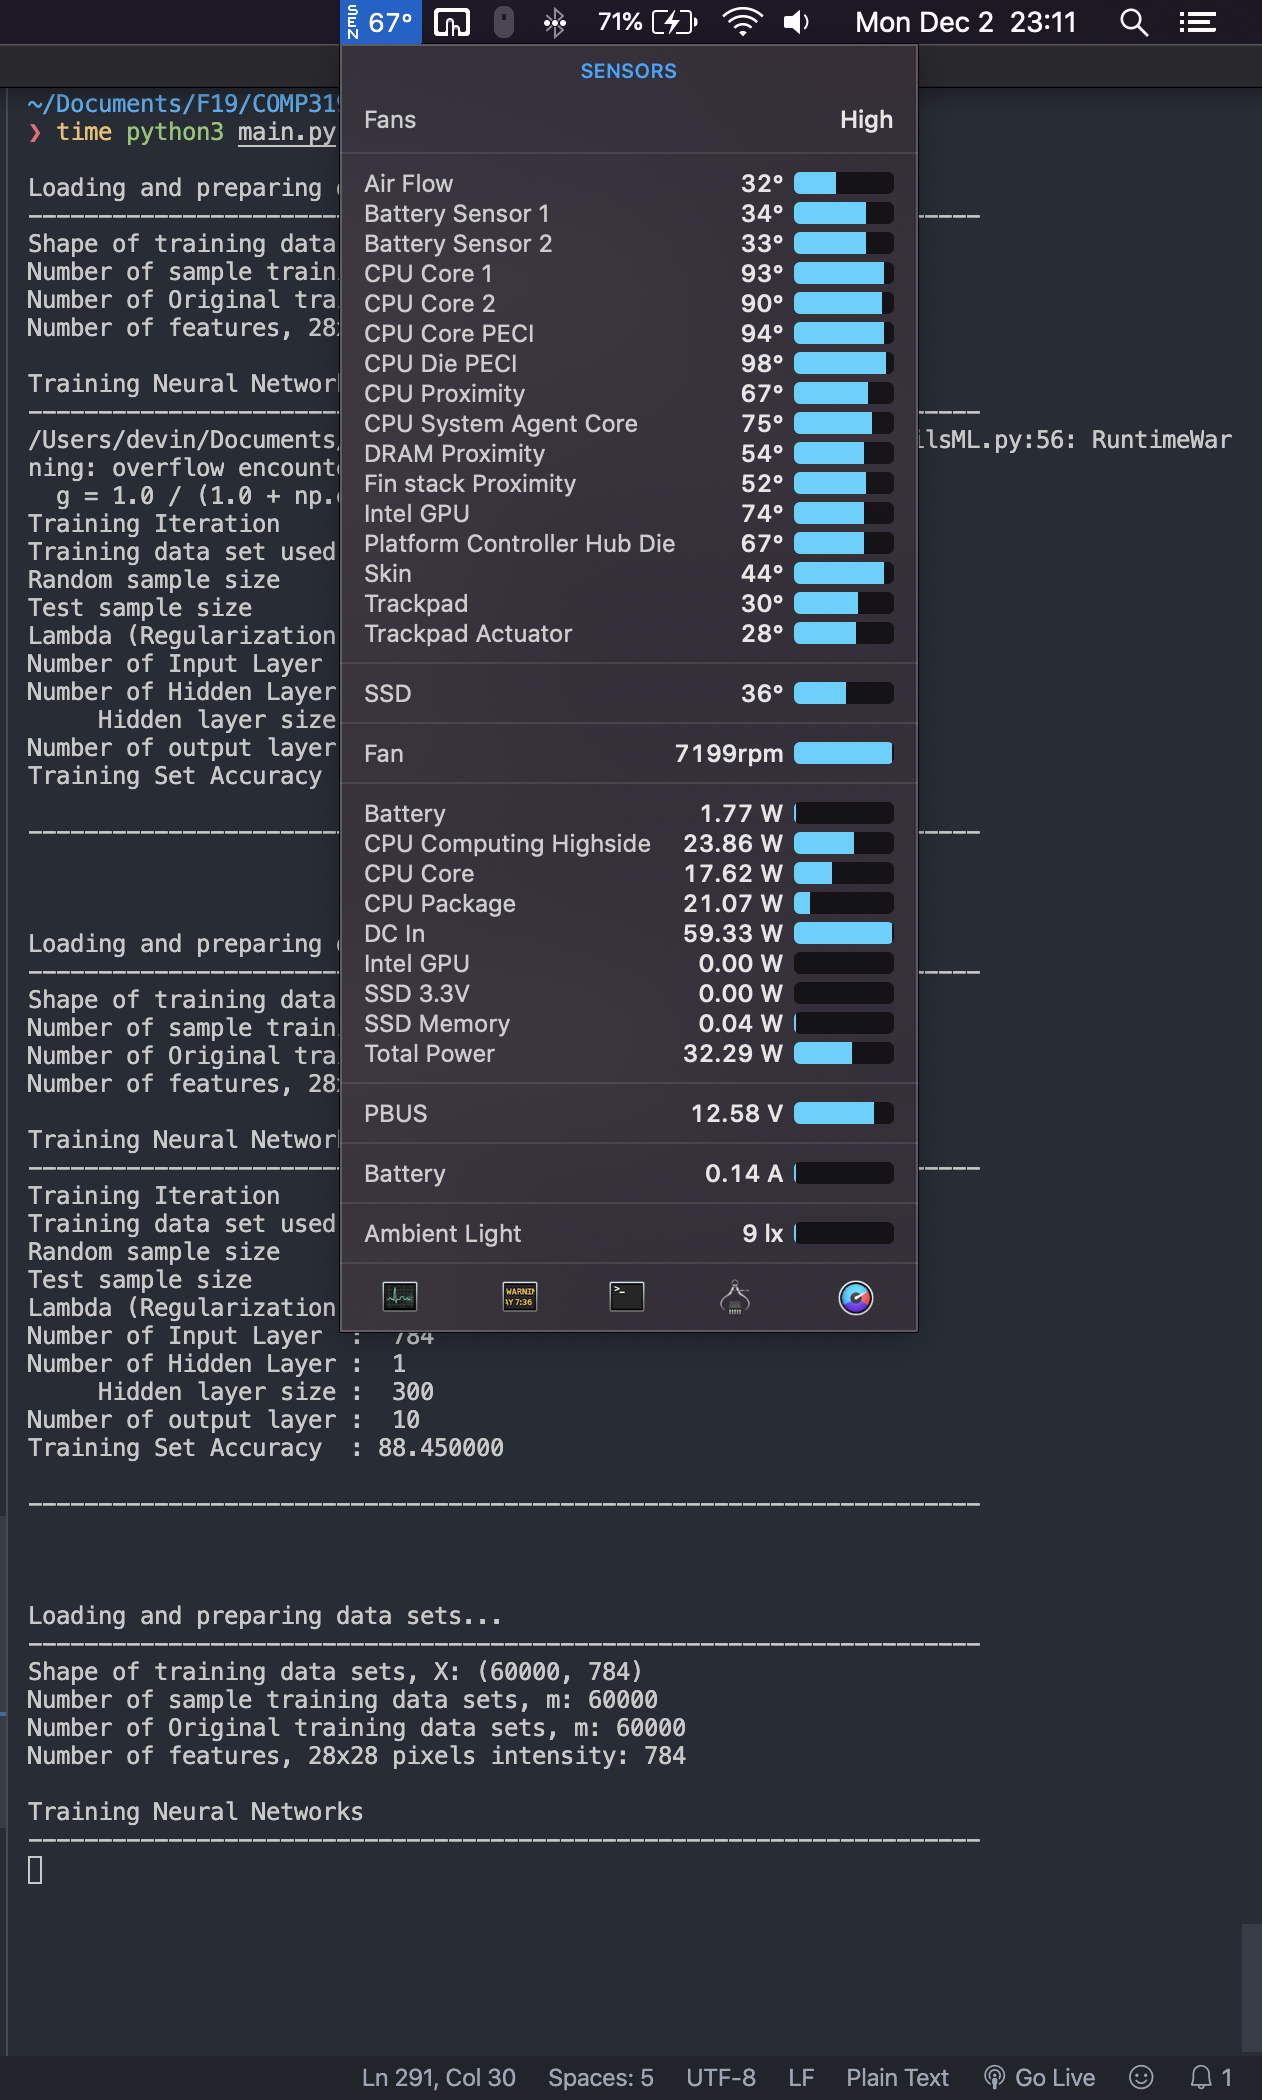 SEN 67° 71% Mon Dec 2 23:11
SENSORS
Fans High
Air Flow 32°
Battery Sensor 1 34°
Battery Sensor 2 33°
CPU Core 1 93°
CPU Core 2 90°
CPU Core PECI 94°
CPU Die PECI 98°
CPU Proximity 67°
CPU System Agent Core 75°
DRAM Proximity 54°
Fin stack Proximity 52°
Intel GPU 74°
Platform Controller Hub Die 67°
Skin 44°
Trackpad 30°
Trackpad Actuator 28°
SSD 36°
Fan 7199rpm
Battery 1.77 W
CPU Computing Highside 23.86 W
CPU Core 17.62 W
CPU Package 21.07 W
DC In 59.33 W
Intel GPU 0.00 W
SSD 3.3V 0.00 W
SSD Memory 0.04 W
Total Power 32.29 W
PBUS 12.58 V
Battery 0.14 A
Ambient Light 9 lx
~/Documents/F19/COMP31
❯ time python3 main.py
Loading and preparing
Shape of training data
Number of sample train
Number of Original tra
Number of features, 28
Training Neural Networ
/Users/devin/Documents/ ilsML.py:56: RuntimeWar
ning: overflow encount
g = 1.0 / (1.0 + np.
Training Iteration
Training data set used
Random sample size
Test sample size
Lambda (Regularization
Number of Input Layer
Number of Hidden Layer
Hidden layer size
Number of output layer
Training Set Accuracy
Loading and preparing
Shape of training data
Number of sample train
Number of Original tra
Number of features, 28
Training Neural Networ
Training Iteration
Training data set used
Random sample size
Test sample size
Lambda (Regularization
Number of Input Layer : 784
Number of Hidden Layer : 1
Hidden layer size : 300
Number of output layer : 10
Training Set Accuracy : 88.450000
Loading and preparing data sets...
Shape of training data sets, X: (60000, 784)
Number of sample training data sets, m: 60000
Number of Original training data sets, m: 60000
Number of features, 28x28 pixels intensity: 784
Training Neural Networks
Ln 291, Col 30 Spaces: 5 UTF-8 LF Plain Text Go Live 1